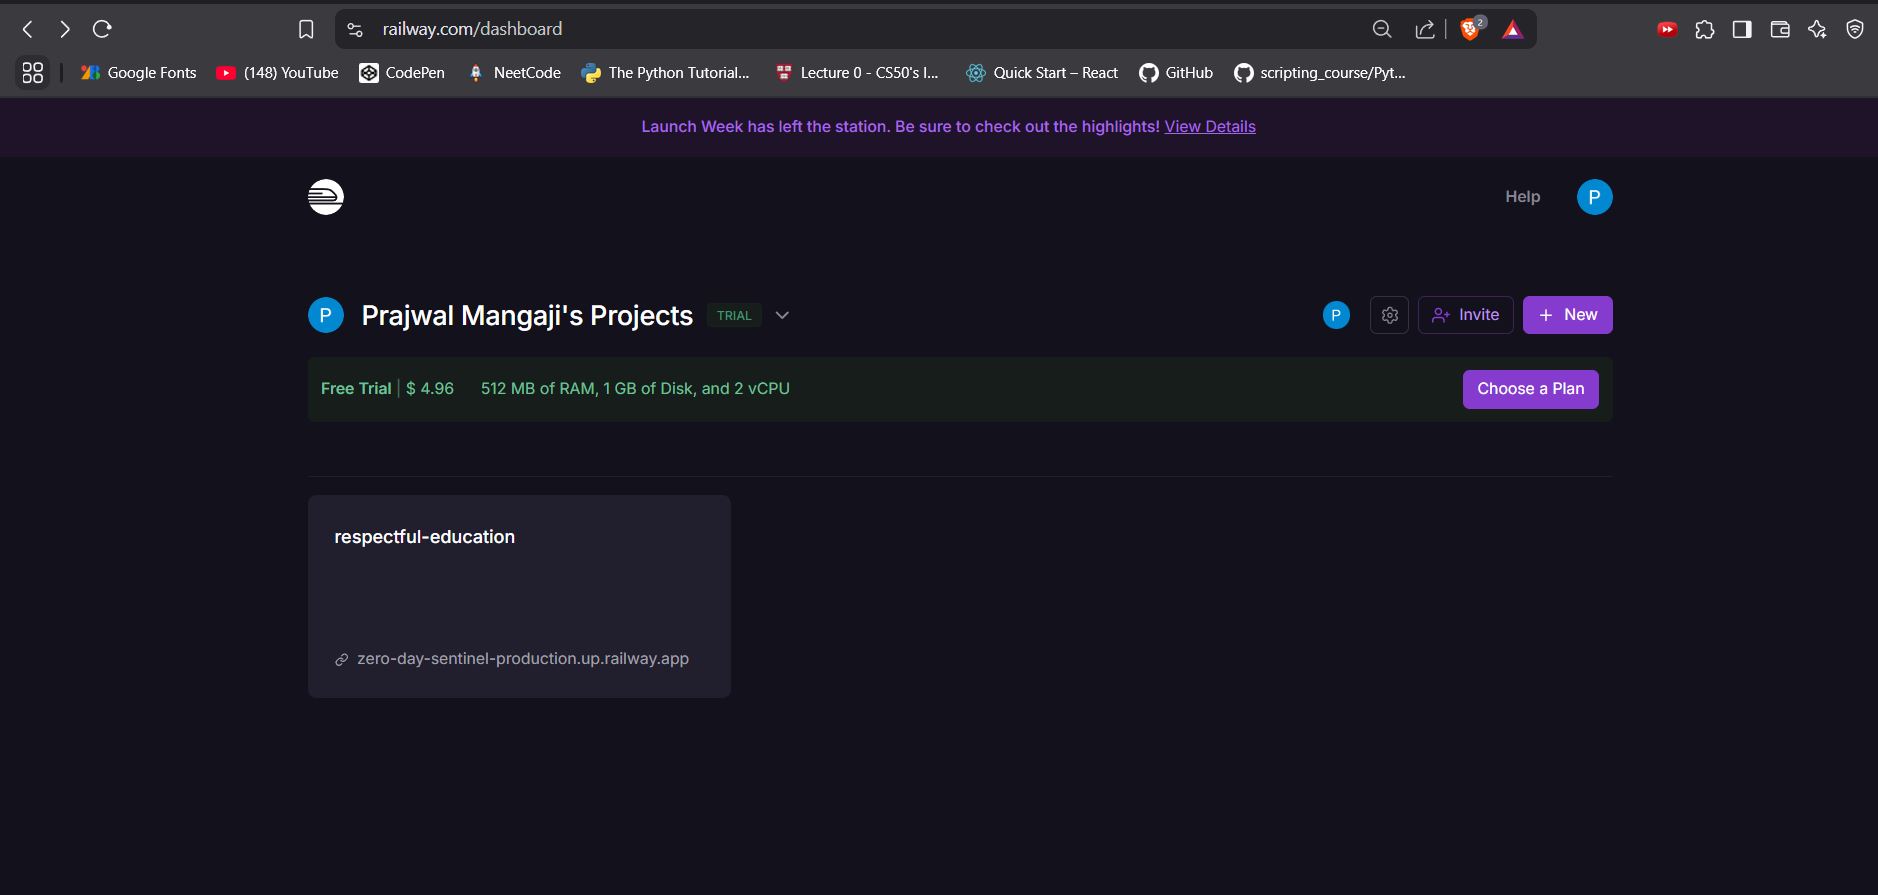 railway.com/dashboard
2
Google Fonts
(148) YouTube
CodePen
NeetCode
The Python Tutorial...
Lecture 0 - CS50's I...
Quick Start – React
GitHub
scripting_course/Pyt...
Launch Week has left the station. Be sure to check out the highlights! View Details
Help
P
P
Prajwal Mangaji's Projects
TRIAL
P
Invite
+ New
Free Trial | $ 4.96
512 MB of RAM, 1 GB of Disk, and 2 vCPU
Choose a Plan
respectful-education
zero-day-sentinel-production.up.railway.app